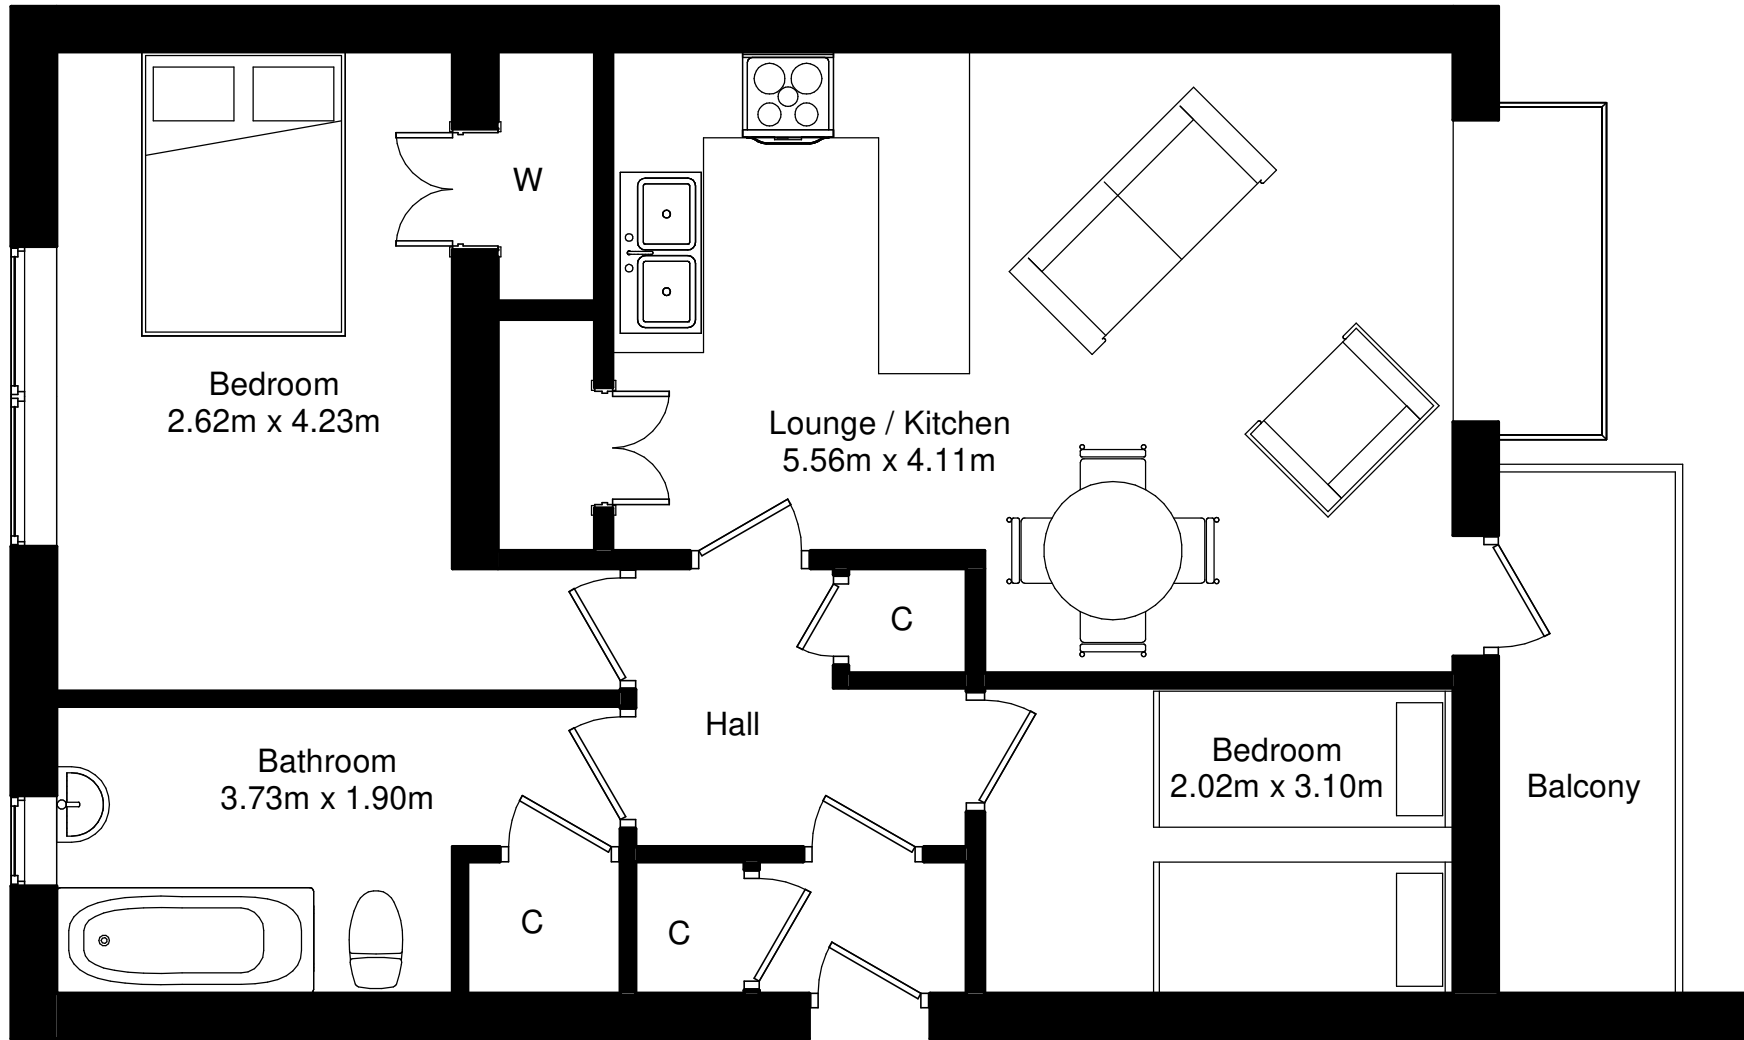 W
Bedroom
2.62m x 4.23m
Lounge / Kitchen
5.56m x 4.11m
C
Hall
Bathroom
3.73m x 1.90m
Bedroom
2.02m x 3.10m
Balcony
C
C